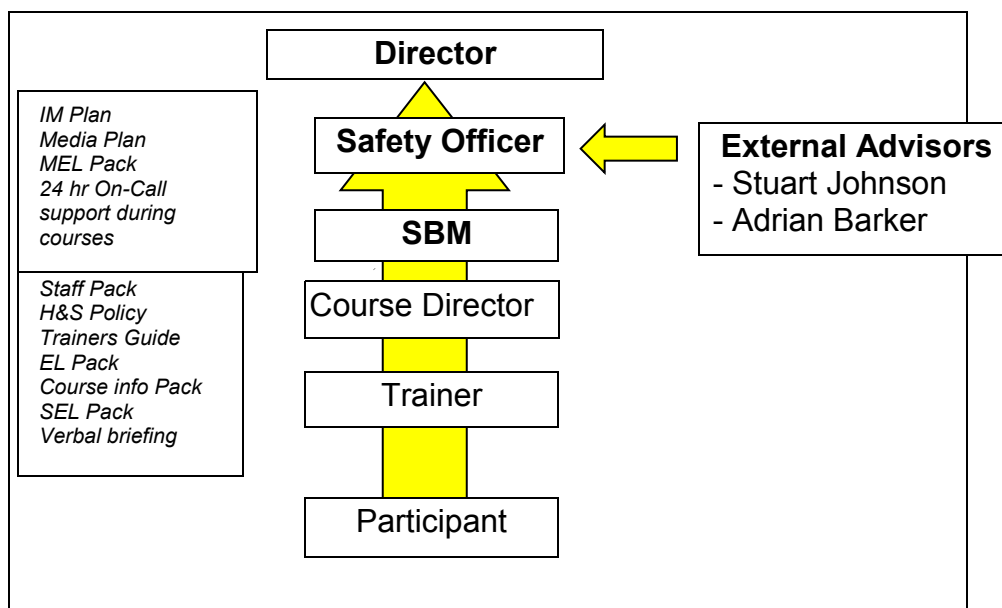 Director
IM Plan
Media Plan
MEL Pack
24 hr On-Call
support during
courses
Safety Officer
External Advisors
- Stuart Johnson
- Adrian Barker
SBM
Staff Pack
H&S Policy
Trainers Guide
EL Pack
Course info Pack
SEL Pack
Verbal briefing
Course Director
Trainer
Participant